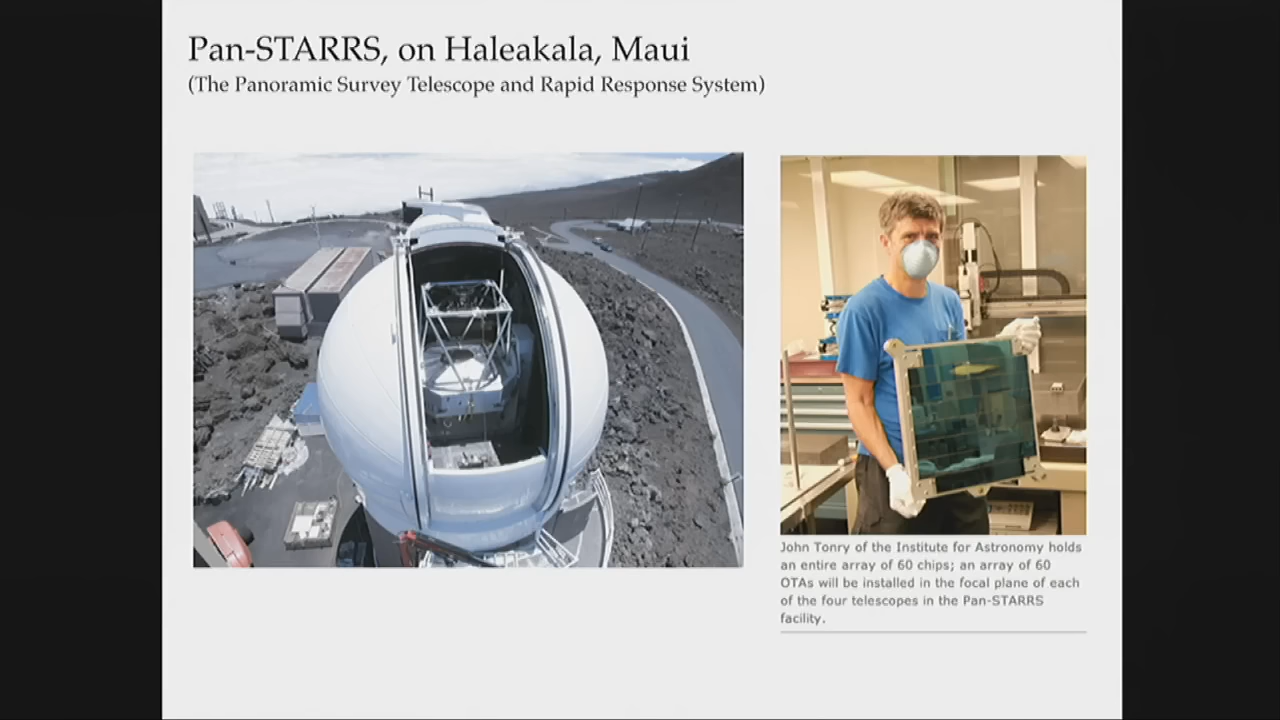 Pan-STARRS, on Haleakala, Maui
(The Panoramic Survey Telescope and Rapid Response System)
John Tonry of the Institute for Astronomy holds
an entire array of 60 chips; an array of 60
OTAs will be installed in the focal plane of each
of the four telescopes in the Pan-STARRS
facility.